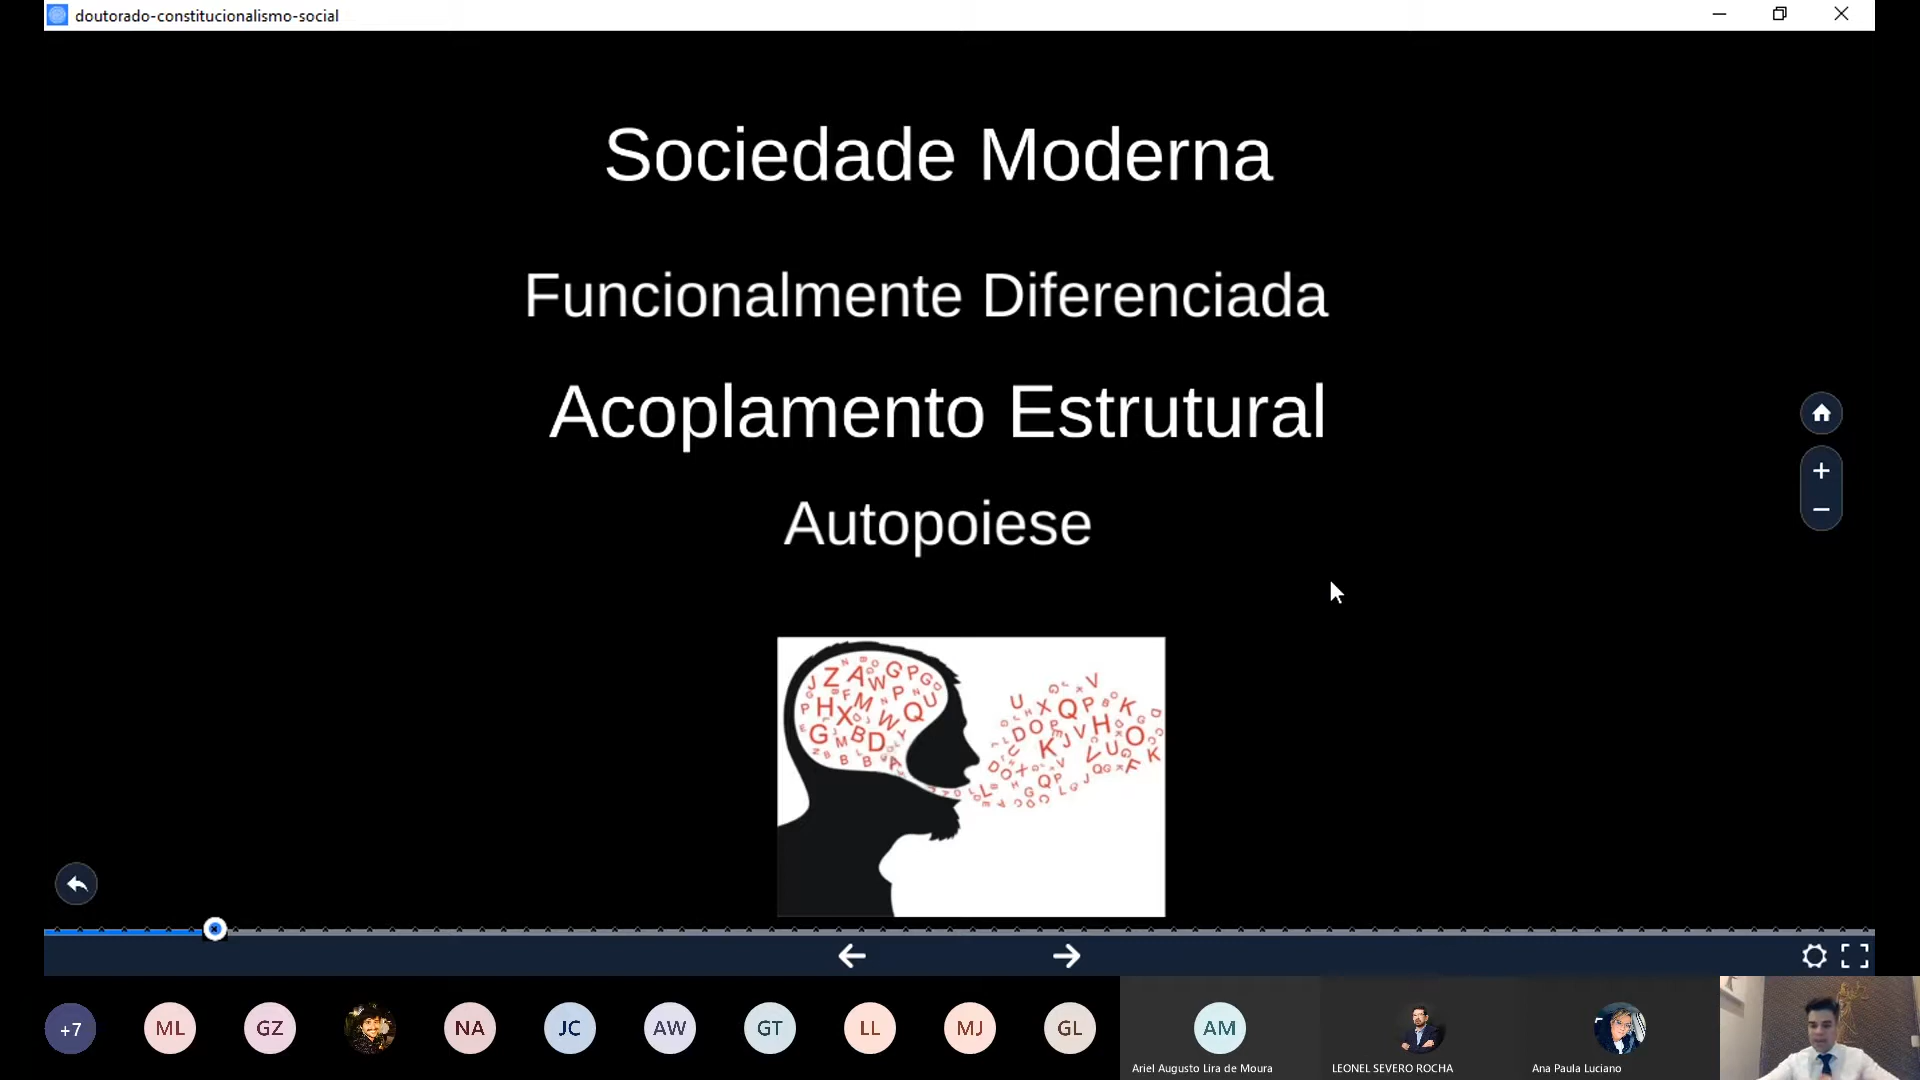 doutorado-constitucionalismo-social
Sociedade Moderna
Funcionalmente Diferenciada
Acoplamento Estrutural
Autopoiese
+7
ML
GZ
NA
JC
AW
GT
LL
MJ
GL
AM
Ariel Augusto Lira de Moura
LEONEL SEVERO ROCHA
Ana Paula Luciano